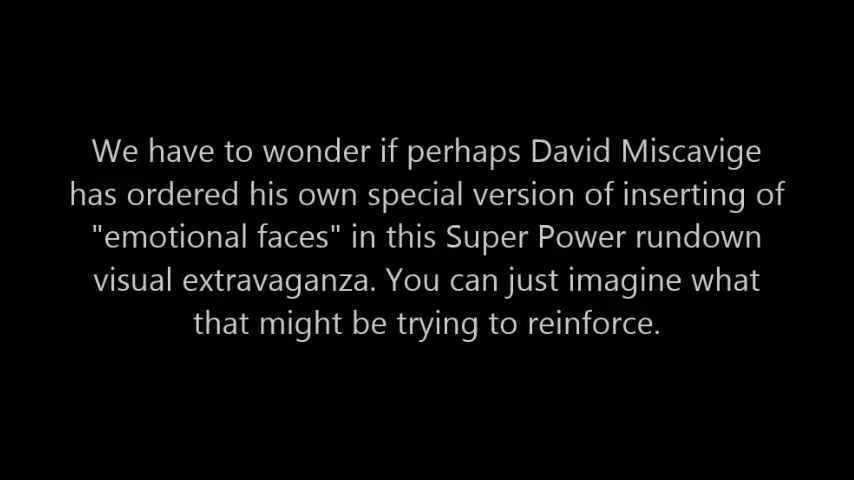 We have to wonder if perhaps David Miscavige
has ordered his own special version of inserting of
"emotional faces" in this Super Power rundown
visual extravaganza. You can just imagine what
that might be trying to reinforce.